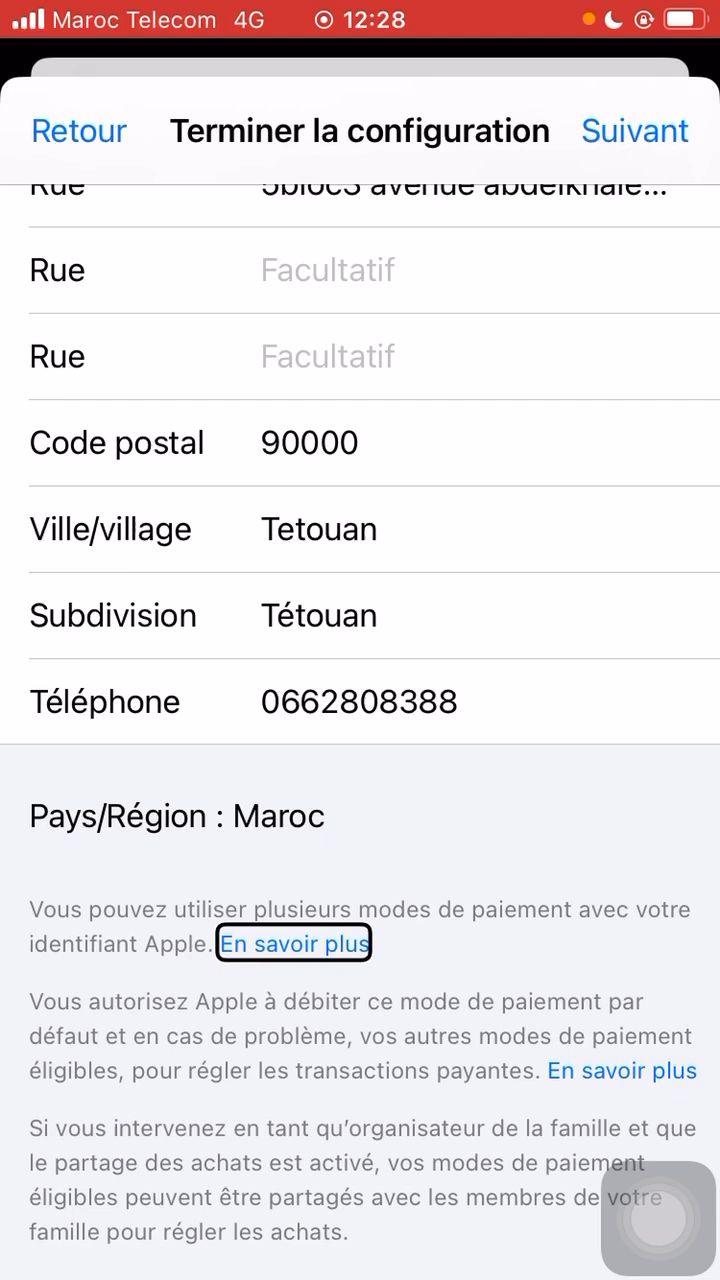 Maroc Telecom 4G 12:28
Retour Terminer la configuration Suivant
Rue 5bloc3 avenue abdelkhale...
Rue Facultatif
Rue Facultatif
Code postal 90000
Ville/village Tetouan
Subdivision Tétouan
Téléphone 0662808388
Pays/Région : Maroc
Vous pouvez utiliser plusieurs modes de paiement avec votre
identifiant Apple. En savoir plus
Vous autorisez Apple à débiter ce mode de paiement par
défaut et en cas de problème, vos autres modes de paiement
éligibles, pour régler les transactions payantes. En savoir plus
Si vous intervenez en tant qu’organisateur de la famille et que
le partage des achats est activé, vos modes de paiement
éligibles peuvent être partagés avec les membres de votre
famille pour régler les achats.